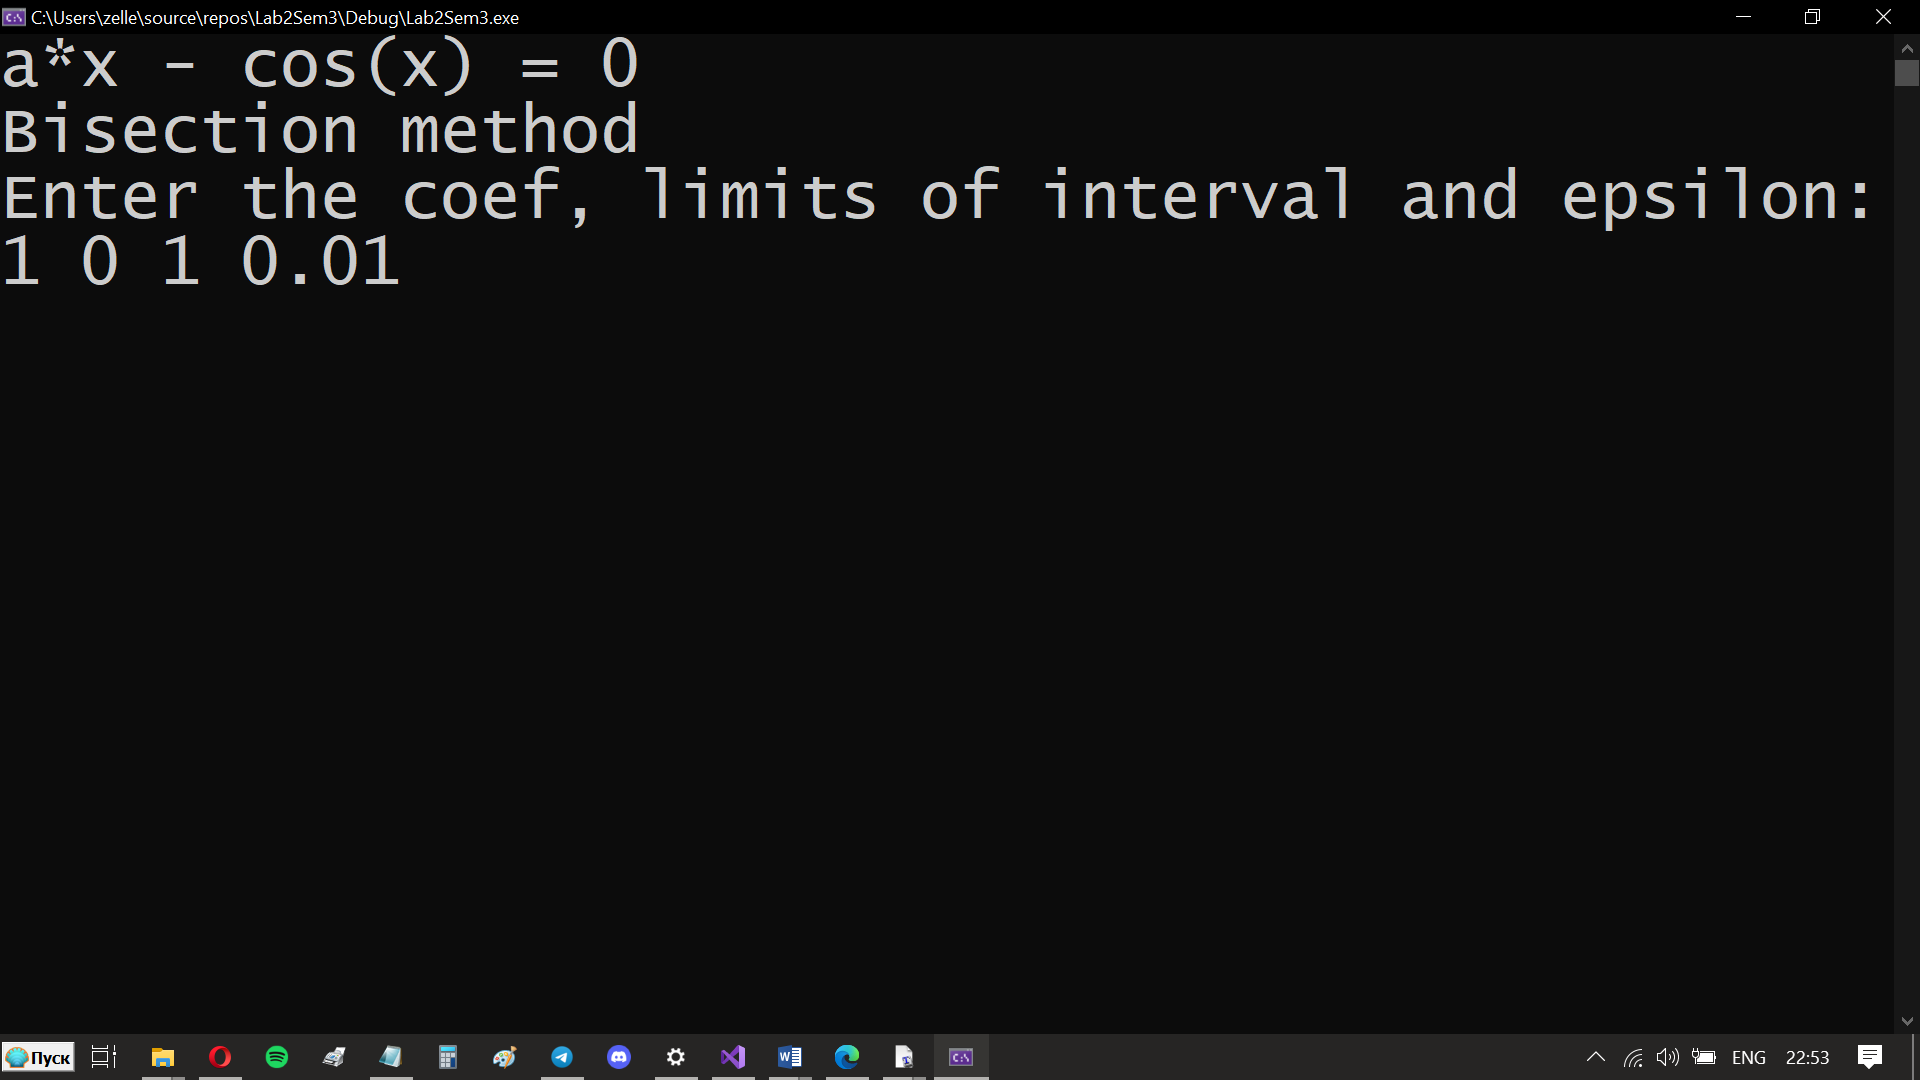 C:\Users\zelle\source\repos\Lab2Sem3\Debug\Lab2Sem3.exe
a*x - cos(x) = 0
Bisection method
Enter the coef, limits of interval and epsilon:
1 0 1 0.01
Пуск
ENG
22:53